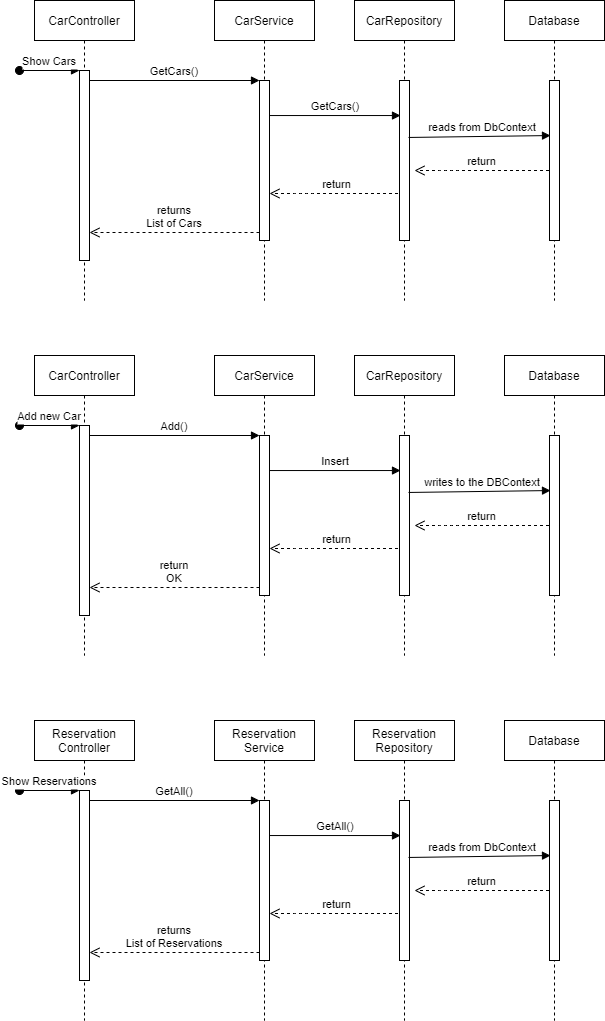 CarController
CarService
CarRepository
Database
Show Cars
GetCars()
GetCars()
reads from DbContext
return
return
returns
List of Cars
CarController
CarService
CarRepository
Database
Add new Car
Add()
Insert
writes to the DBContext
return
return
return
OK
Reservation
Controller
Reservation
Service
Reservation
Repository
Database
Show Reservations
GetAll()
GetAll()
reads from DbContext
return
return
returns
List of Reservations